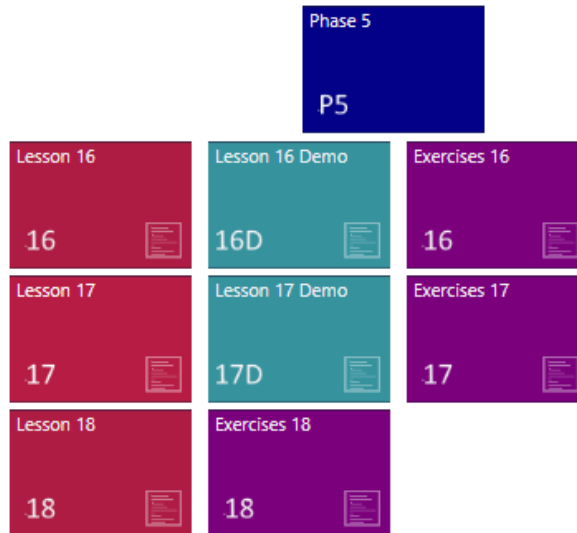 Phase 5
P5
Lesson 16
16
Lesson 16 Demo
16D
Exercises 16
16
Lesson 17
17
Lesson 17 Demo
17D
Exercises 17
17
Lesson 18
18
Exercises 18
18